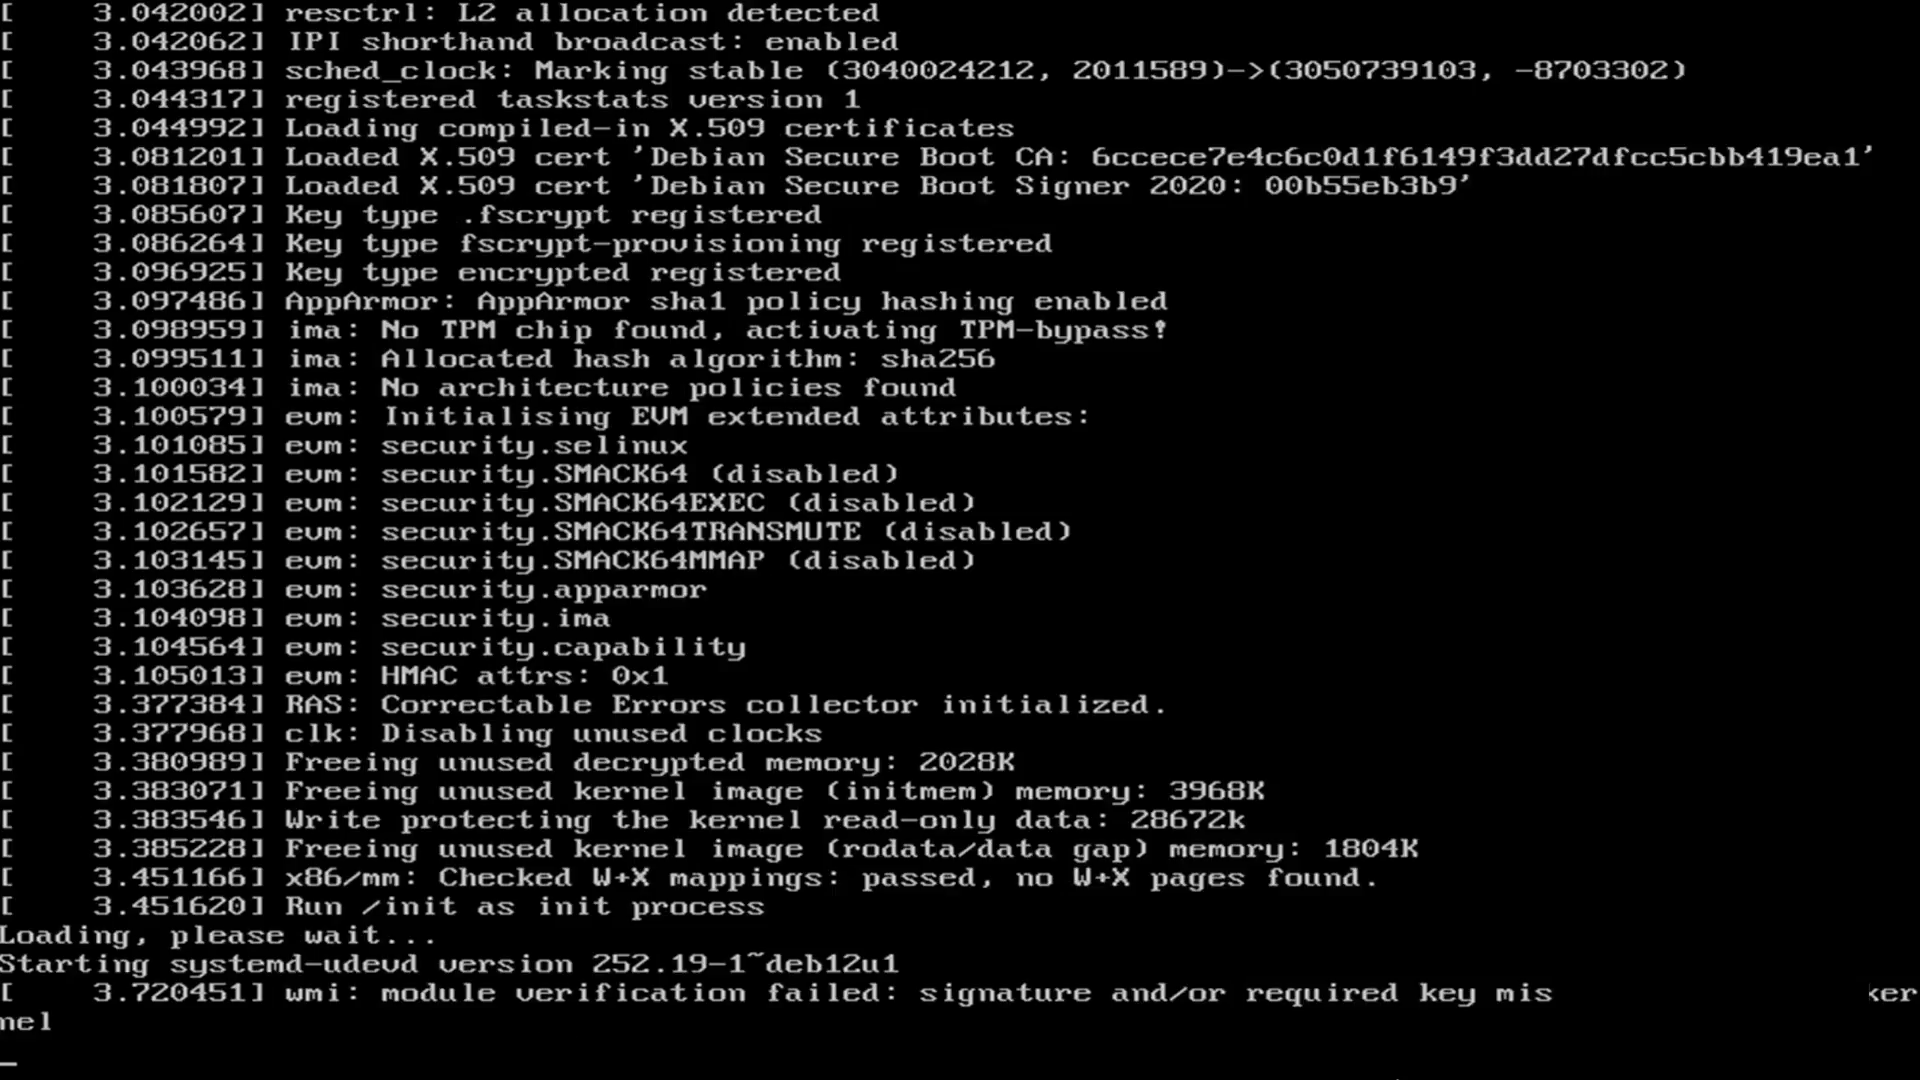 [    3.042002] resctrl: L2 allocation detected
[    3.042062] IPI shorthand broadcast: enabled
[    3.043968] sched_clock: Marking stable (3040024212, 2011589)->(3050739103, -8703302)
[    3.044317] registered taskstats version 1
[    3.044992] Loading compiled-in X.509 certificates
[    3.081201] Loaded X.509 cert 'Debian Secure Boot CA: 6ccece7e4c6c0d1f6149f3dd27dfcc5cbb419ea1'
[    3.081807] Loaded X.509 cert 'Debian Secure Boot Signer 2020: 00b55eb3b9'
[    3.085607] Key type .fscrypt registered
[    3.086264] Key type fscrypt-provisioning registered
[    3.096925] Key type encrypted registered
[    3.097486] AppArmor: AppArmor sha1 policy hashing enabled
[    3.098959] ima: No TPM chip found, activating TPM-bypass!
[    3.099511] ima: Allocated hash algorithm: sha256
[    3.100034] ima: No architecture policies found
[    3.100579] evm: Initialising EVM extended attributes:
[    3.101085] evm: security.selinux
[    3.101582] evm: security.SMACK64 (disabled)
[    3.102129] evm: security.SMACK64EXEC (disabled)
[    3.102657] evm: security.SMACK64TRANSMUTE (disabled)
[    3.103145] evm: security.SMACK64MMAP (disabled)
[    3.103628] evm: security.apparmor
[    3.104098] evm: security.ima
[    3.104564] evm: security.capability
[    3.105013] evm: HMAC attrs: 0x1
[    3.377384] RAS: Correctable Errors collector initialized.
[    3.377968] clk: Disabling unused clocks
[    3.380989] Freeing unused decrypted memory: 2028K
[    3.383071] Freeing unused kernel image (initmem) memory: 3968K
[    3.383546] Write protecting the kernel read-only data: 28672k
[    3.385228] Freeing unused kernel image (rodata/data gap) memory: 1804K
[    3.451166] x86/mm: Checked W+X mappings: passed, no W+X pages found.
[    3.451620] Run /init as init process
Loading, please wait...
Starting systemd-udevd version 252.19-1~deb12u1
[    3.720451] wmi: module verification failed: signature and/or required key mis ker
nel